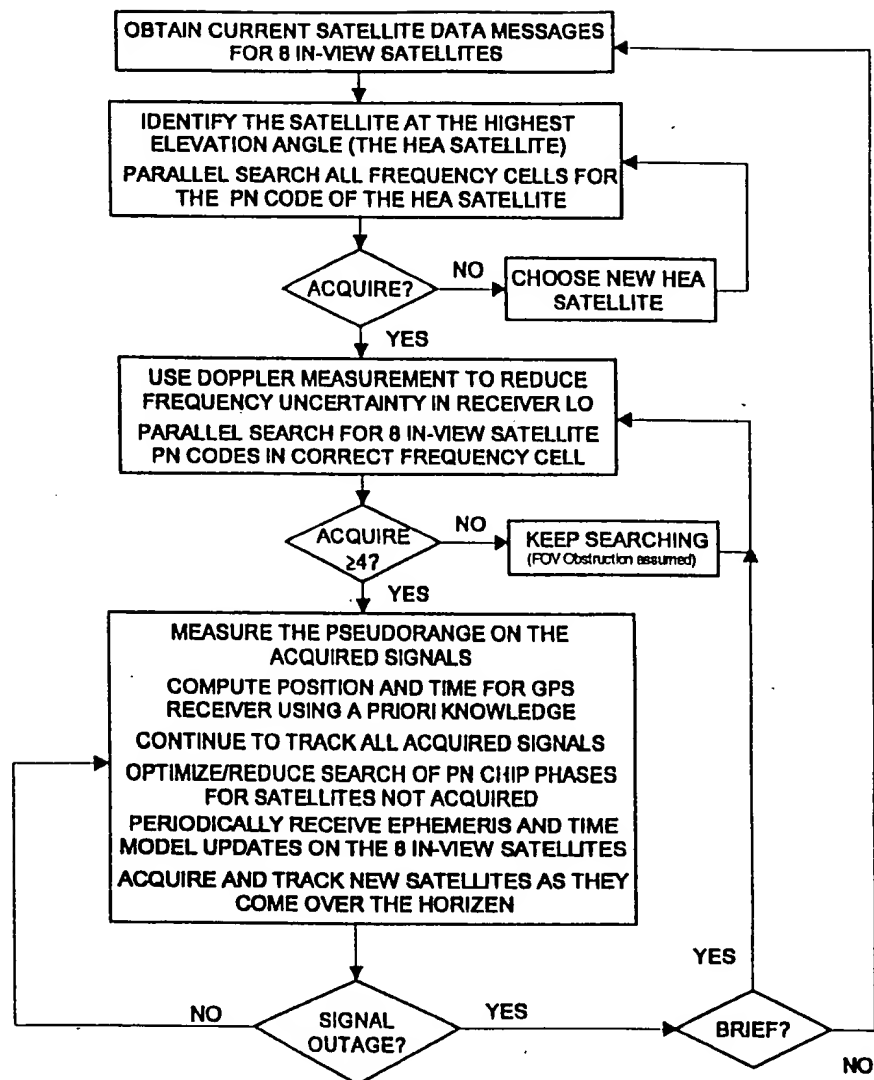 OBTAIN CURRENT SATELLITE DATA MESSAGES
FOR 8 IN-VIEW SATELLITES
IDENTIFY THE SATELLITE AT THE HIGHEST
ELEVATION ANGLE (THE HEA SATELLITE)
PARALLEL SEARCH ALL FREQUENCY CELLS FOR
THE PN CODE OF THE HEA SATELLITE
ACQUIRE?
NO
CHOOSE NEW HEA
SATELLITE
YES
USE DOPPLER MEASUREMENT TO REDUCE
FREQUENCY UNCERTAINTY IN RECEIVER LO
PARALLEL SEARCH FOR 8 IN-VIEW SATELLITE
PN CODES IN CORRECT FREQUENCY CELL
ACQUIRE
≥4?
NO
KEEP SEARCHING
(FOV Obstruction assumed)
YES
MEASURE THE PSEUDORANGE ON THE
ACQUIRED SIGNALS
COMPUTE POSITION AND TIME FOR GPS
RECEIVER USING A PRIORI KNOWLEDGE
CONTINUE TO TRACK ALL ACQUIRED SIGNALS
OPTIMIZE/REDUCE SEARCH OF PN CHIP PHASES
FOR SATELLITES NOT ACQUIRED
PERIODICALLY RECEIVE EPHEMERIS AND TIME
MODEL UPDATES ON THE 8 IN-VIEW SATELLITES
ACQUIRE AND TRACK NEW SATELLITES AS THEY
COME OVER THE HORIZEN
SIGNAL
OUTAGE?
NO
YES
BRIEF?
YES
NO